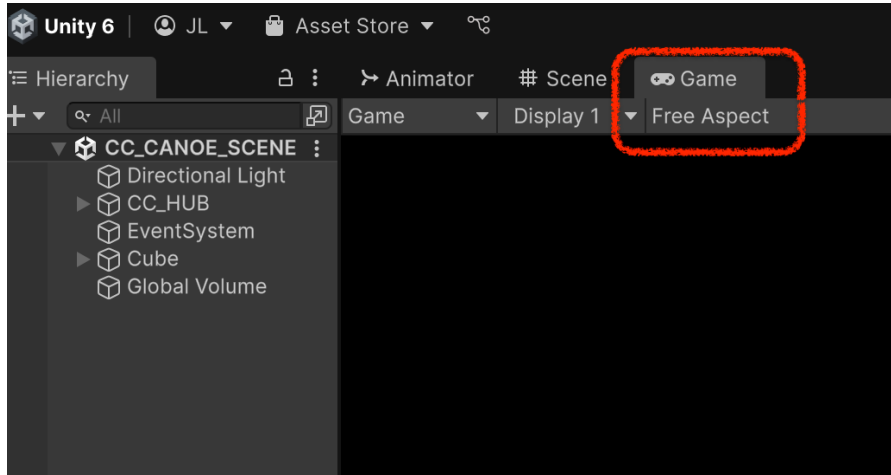 Unity 6 JL Asset Store
Hierarchy Animator # Scene Game
All Game Display 1 Free Aspect
CC_CANOE_SCENE
Directional Light
CC_HUB
EventSystem
Cube
Global Volume